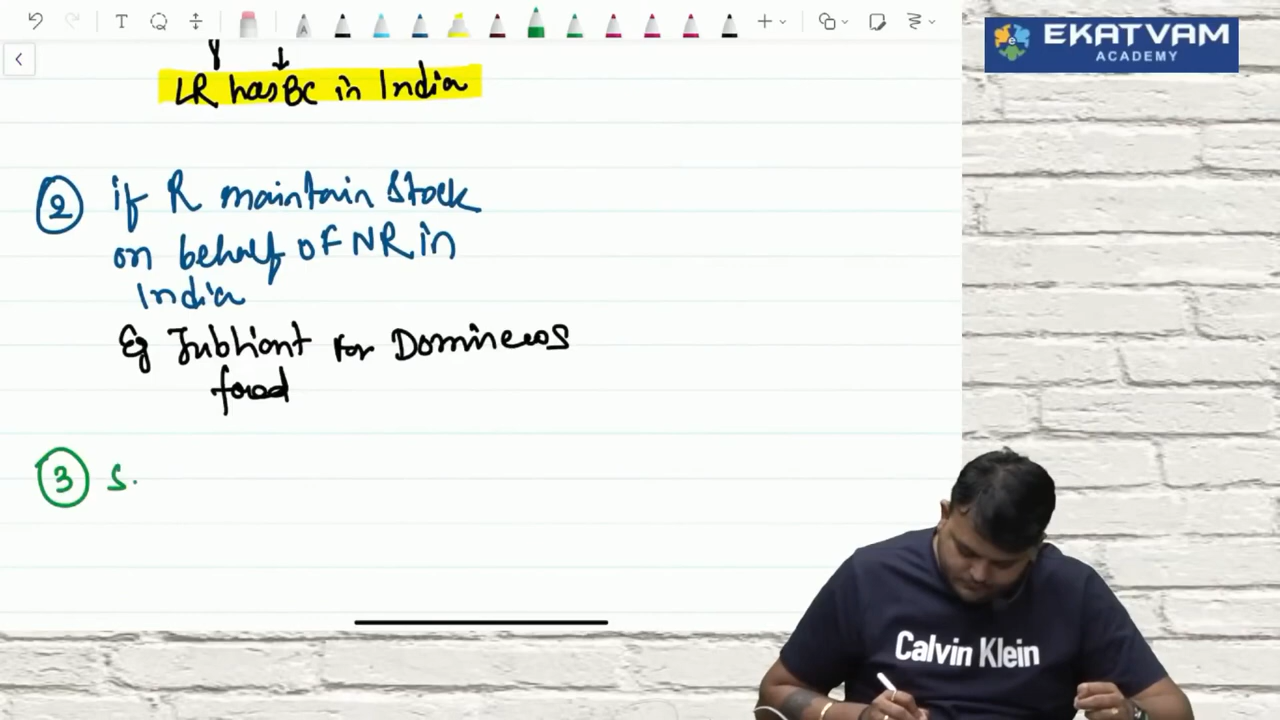 EKATVAM
ACADEMY
LR has BC in India
2 if R maintain Stock
on behalf of NR in
India
Eg Jubliant for Domineos
food
3 S.
Calvin Klein